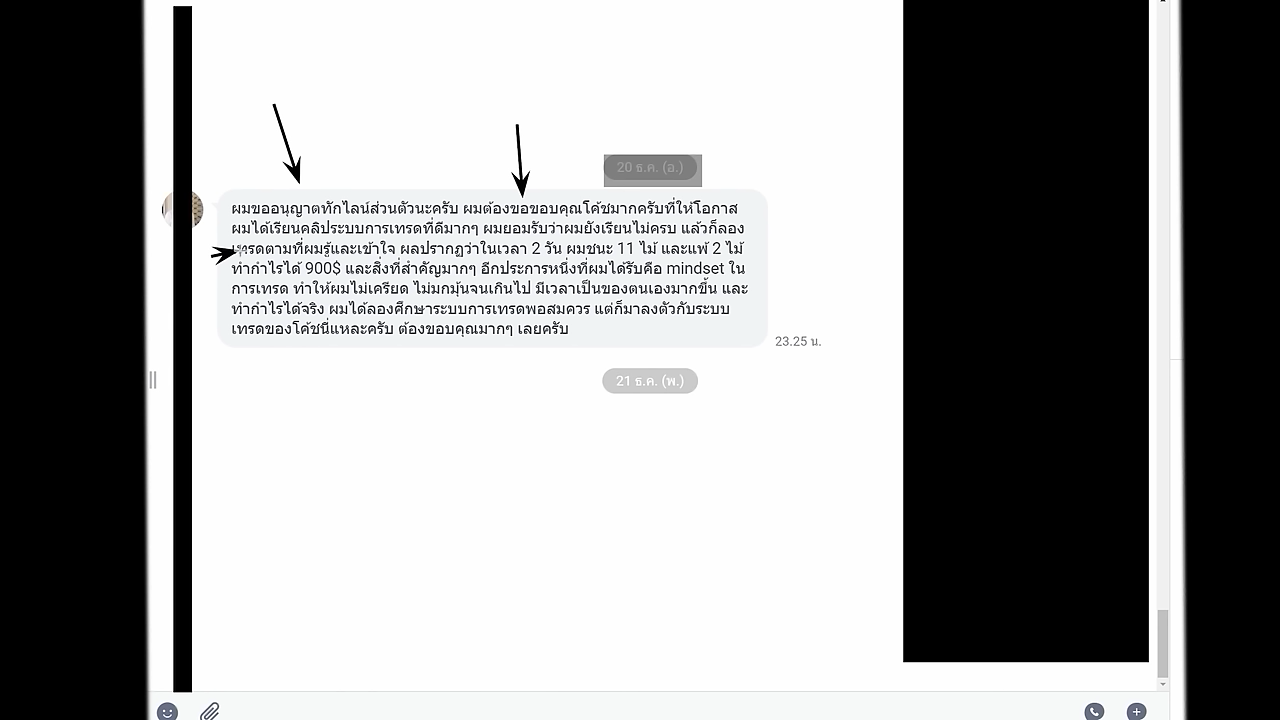 20 ธ.ค. (อ.)
ผมขออนุญาตทักไลน์ส่วนตัวนะครับ ผมต้องขอขอบคุณโค้ชมากครับที่ให้โอกาส
ผมได้เรียนคลิประบบการเทรดที่ดีมากๆ ผมยอมรับว่าผมยังเรียนไม่ครบ แล้วก็ลอง
เทรดตามที่ผมรู้และเข้าใจ ผลปรากฏว่าในเวลา 2 วัน ผมชนะ 11 ไม้ และแพ้ 2 ไม้
ทำกำไรได้ 900$ และสิ่งที่สำคัญมากๆ อีกประการหนึ่งที่ผมได้รับคือ mindset ใน
การเทรด ทำให้ผมไม่เครียด ไม่มกมุ้นจนเกินไป มีเวลาเป็นของตนเองมากขึ้น และ
ทำกำไรได้จริง ผมได้ลองศึกษาระบบการเทรดพอสมควร แต่ก็มาลงตัวกับระบบ
เทรดของโค้ชนี่แหละครับ ต้องขอบคุณมากๆ เลยครับ
23.25 น.
21 ธ.ค. (พ.)